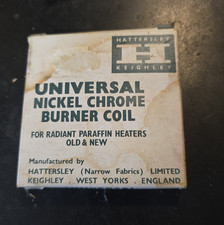 HATTERSLEY
H
KEIGHLEY
UNIVERSAL
NICKEL CHROME
BURNER COIL
FOR RADIANT PARAFFIN HEATERS
OLD & NEW
Manufactured by
HATTERSLEY (Narrow Fabrics) LIMITED
KEIGHLEY . WEST YORKS . ENGLAND